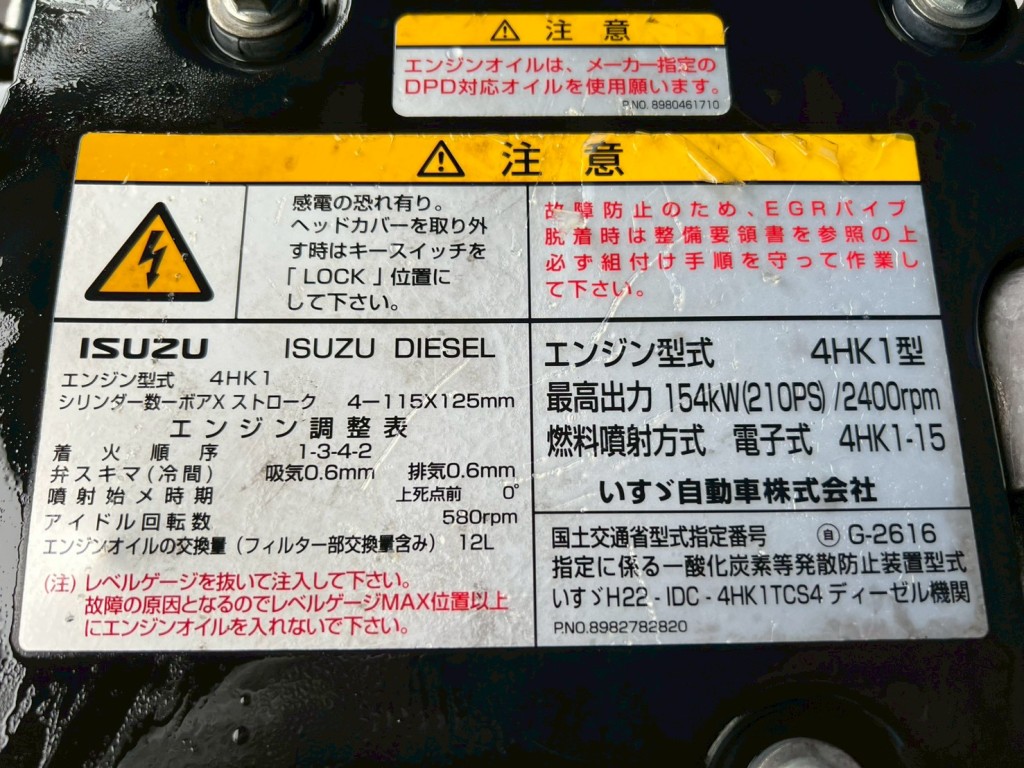 注意
エンジンオイルは、メーカー指定の
DPD対応オイルを使用願います。
P.NO. 8980461710
注意
感電の恐れ有り。
ヘッドカバーを取り外
す時はキースイッチを
「LOCK」位置に
して下さい。
故障防止のため、EGRパイプ
脱着時は整備要領書を参照の上
必ず組付け手順を守って作業し
て下さい。
ISUZU ISUZU DIESEL
エンジン型式 4HK1
シリンダー数ーボアX ストローク 4－115X125mm
エンジン調整表
着火順序 1-3-4-2
弁スキマ(冷間) 吸気0.6mm 排気0.6mm
噴射始メ時期 上死点前 0°
アイドル回転数 580rpm
エンジンオイルの交換量（フィルター部交換量含み） 12L
(注) レベルゲージを抜いて注入して下さい。
故障の原因となるのでレベルゲージMAX位置以上
にエンジンオイルを入れないで下さい。
エンジン型式 4HK1型
最高出力 154kW(210PS) /2400rpm
燃料噴射方式 電子式 4HK1-15
いすゞ自動車株式会社
国土交通省型式指定番号 ㊀自 G-2616
指定に係る一酸化炭素等発散防止装置型式
いすゞH22 - IDC - 4HK1TCS4 ディーゼル機関
P.NO.8982782820